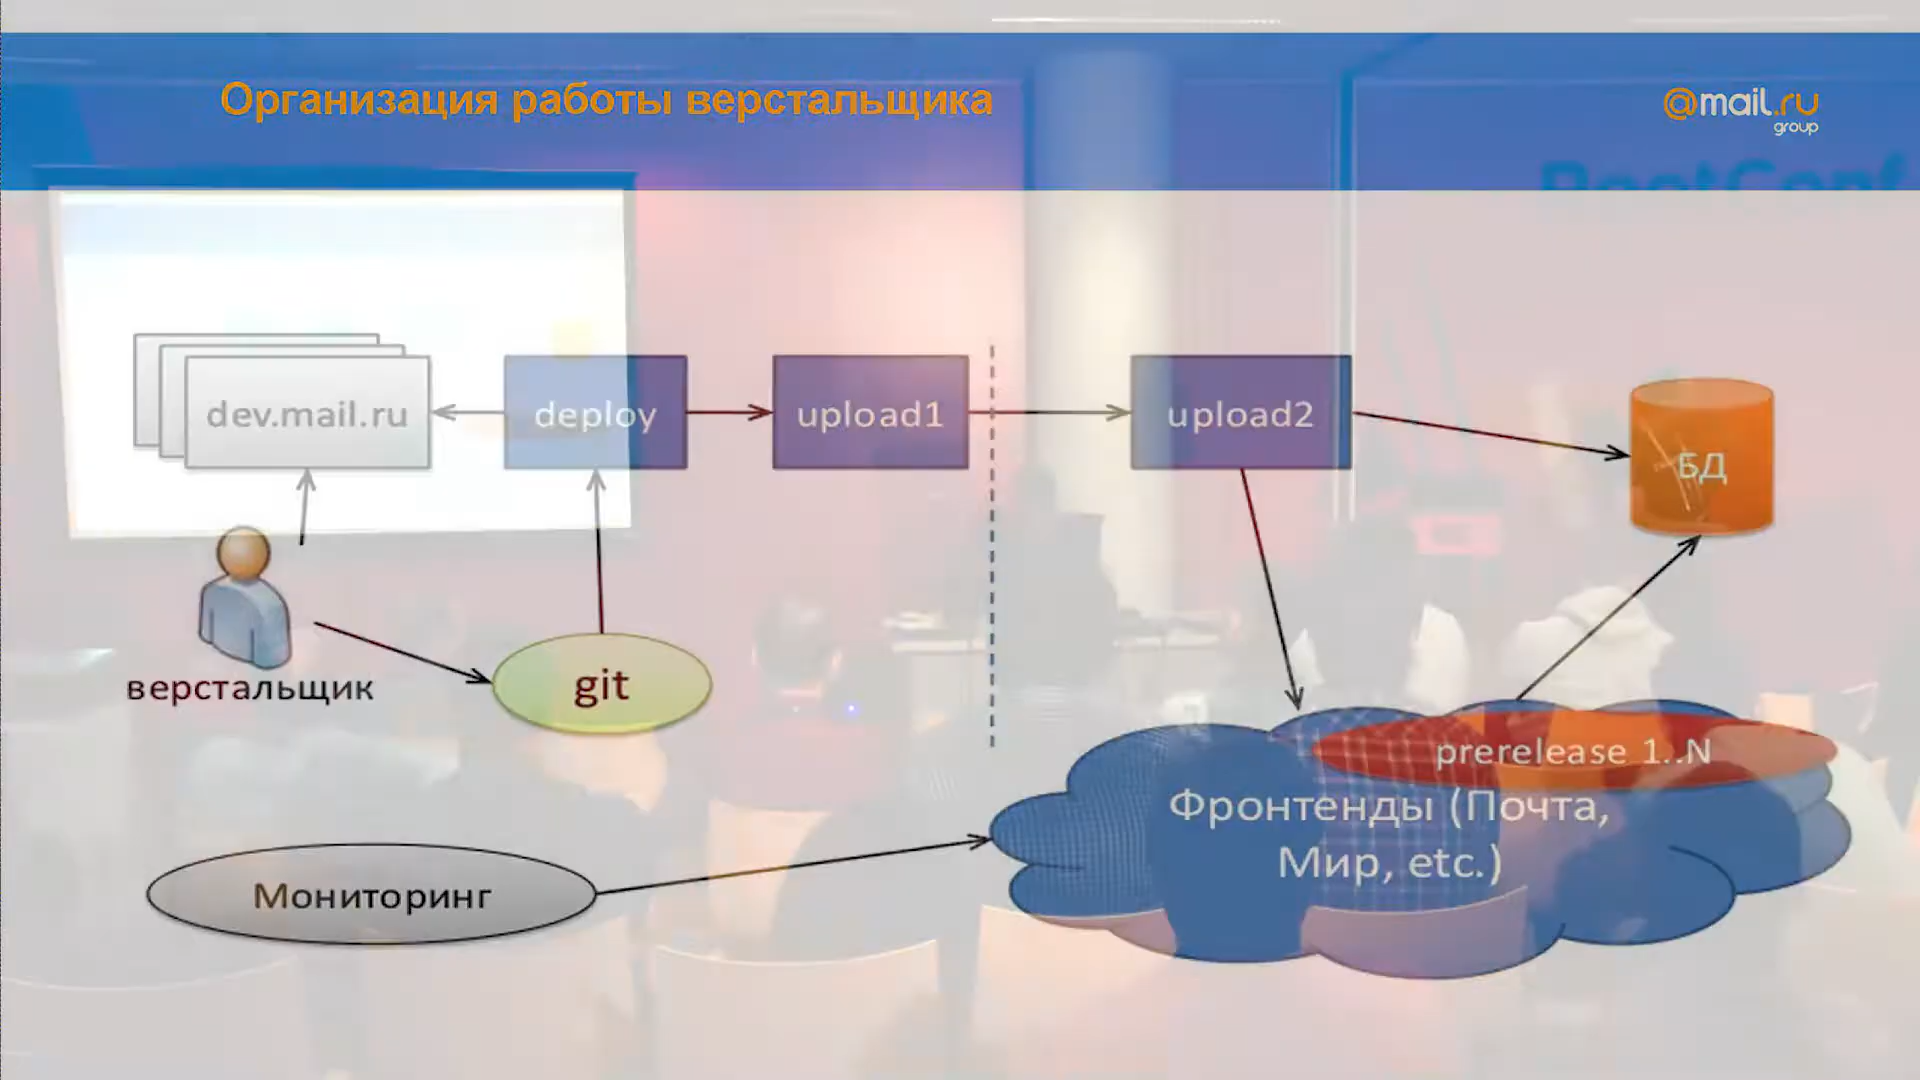 Организация работы верстальщика
@mail.ru
group
RootConf
dev.mail.ru
deploy
upload1
upload2
БД
верстальщик
git
prerelease 1..N
Фронтенды (Почта,
Мир, etc.)
Мониторинг